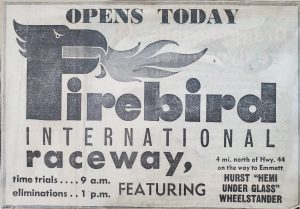 OPENS TODAY
Firebird
INTERNATIONAL
raceway,
4 mi. north of Hwy. 44
on the way to Emmett
HURST "HEMI
UNDER GLASS"
WHEELSTANDER
time trials .... 9 a.m.
eliminations .. 1 p.m.
FEATURING